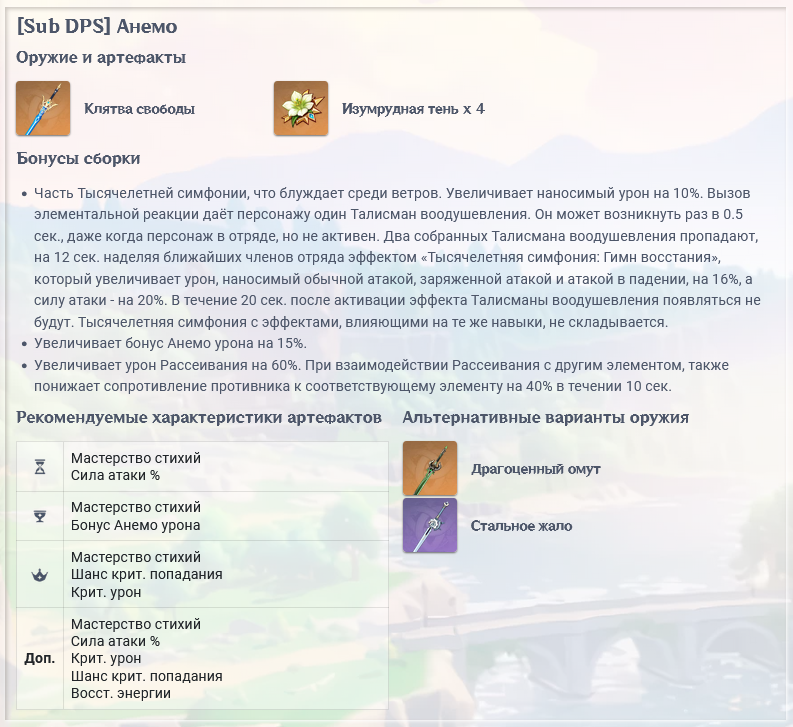 [Sub DPS] Анемо
Оружие и артефакты
Клятва свободы
Изумрудная тень x 4
Бонусы сборки
• Часть Тысячелетней симфонии, что блуждает среди ветров. Увеличивает наносимый урон на 10%. Вызов
элементальной реакции даёт персонажу один Талисман воодушевления. Он может возникнуть раз в 0.5
сек., даже когда персонаж в отряде, но не активен. Два собранных Талисмана воодушевления пропадают,
на 12 сек. наделяя ближайших членов отряда эффектом «Тысячелетняя симфония: Гимн восстания»,
который увеличивает урон, наносимый обычной атакой, заряженной атакой и атакой в падении, на 16%, а
силу атаки - на 20%. В течение 20 сек. после активации эффекта Талисманы воодушевления появляться не
будут. Тысячелетняя симфония с эффектами, влияющими на те же навыки, не складывается.
• Увеличивает бонус Анемо урона на 15%.
• Увеличивает урон Рассеивания на 60%. При взаимодействии Рассеивания с другим элементом, также
понижает сопротивление противника к соответствующему элементу на 40% в течении 10 сек.
Рекомендуемые характеристики артефактов
Мастерство стихий
Сила атаки %
Мастерство стихий
Бонус Анемо урона
Мастерство стихий
Шанс крит. попадания
Крит. урон
Доп.
Мастерство стихий
Сила атаки %
Крит. урон
Шанс крит. попадания
Восст. энергии
Альтернативные варианты оружия
Драгоценный омут
Стальное жало